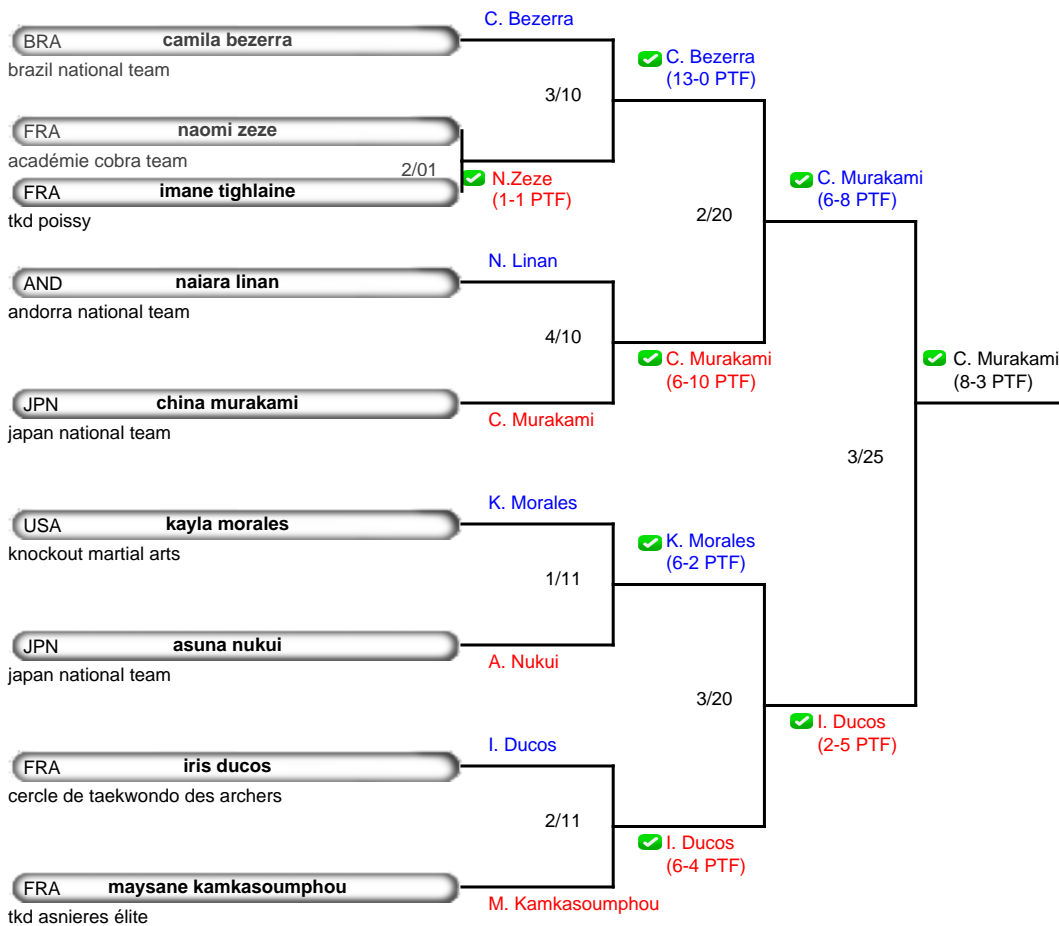 C. Bezerra
BRA camila bezerra
brazil national team
C. Bezerra
(13-0 PTF)
3/10
FRA naomi zeze
académie cobra team
2/01
N.Zeze
(1-1 PTF)
FRA imane tighlaine
tkd poissy
C. Murakami
(6-8 PTF)
2/20
N. Linan
AND naiara linan
andorra national team
4/10
C. Murakami
(6-10 PTF)
C. Murakami
(8-3 PTF)
JPN china murakami
japan national team
C. Murakami
3/25
K. Morales
USA kayla morales
knockout martial arts
K. Morales
(6-2 PTF)
1/11
JPN asuna nukui
japan national team
A. Nukui
3/20
I. Ducos
(2-5 PTF)
I. Ducos
FRA iris ducos
cercle de taekwondo des archers
2/11
I. Ducos
(6-4 PTF)
FRA maysane kamkasoumphou
tkd asnieres élite
M. Kamkasoumphou